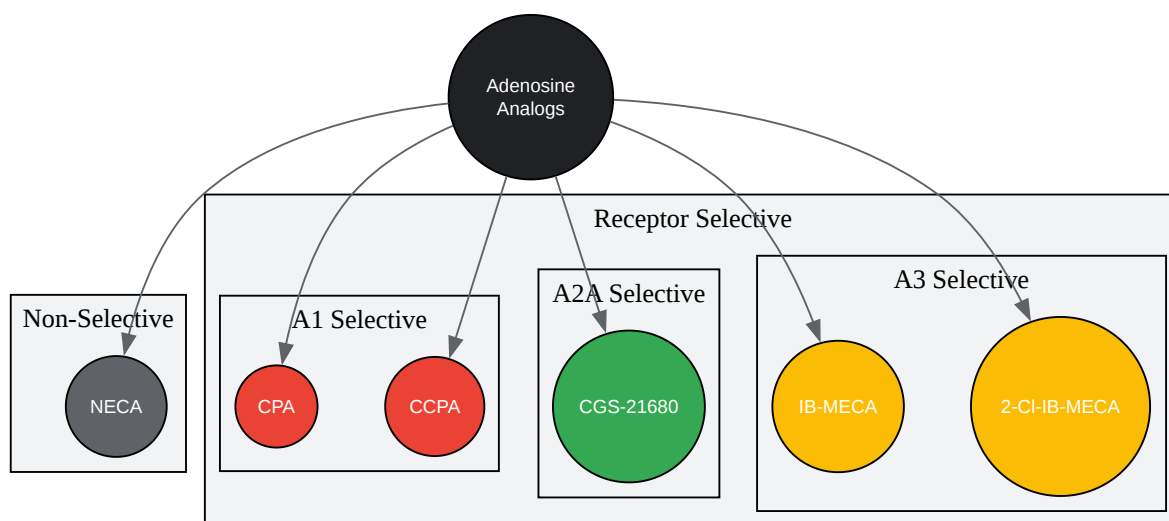 Adenosine
Analogs
Receptor Selective
Non-Selective
A1 Selective
A2A Selective
A3 Selective
NECA
CPA
CCPA
CGS-21680
IB-MECA
2-Cl-IB-MECA